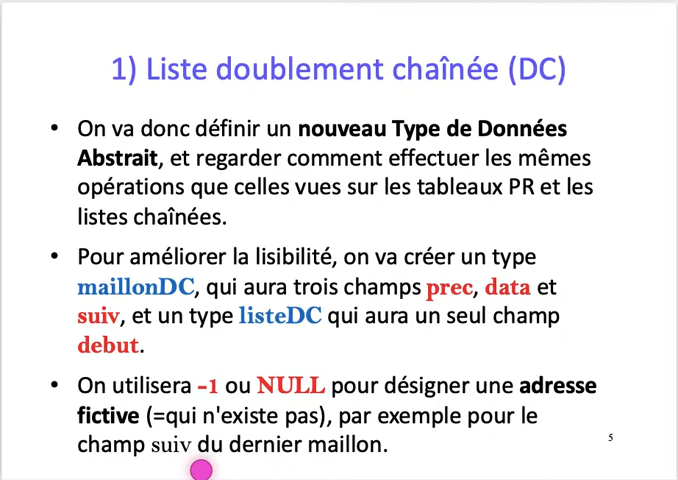 1) Liste doublement chaînée (DC)
• On va donc définir un nouveau Type de Données
Abstrait, et regarder comment effectuer les mêmes
opérations que celles vues sur les tableaux PR et les
listes chaînées.
• Pour améliorer la lisibilité, on va créer un type
maillonDC, qui aura trois champs prec, data et
suiv, et un type listeDC qui aura un seul champ
debut.
• On utilisera -1 ou NULL pour désigner une adresse
fictive (=qui n'existe pas), par exemple pour le
champ suiv du dernier maillon.
5